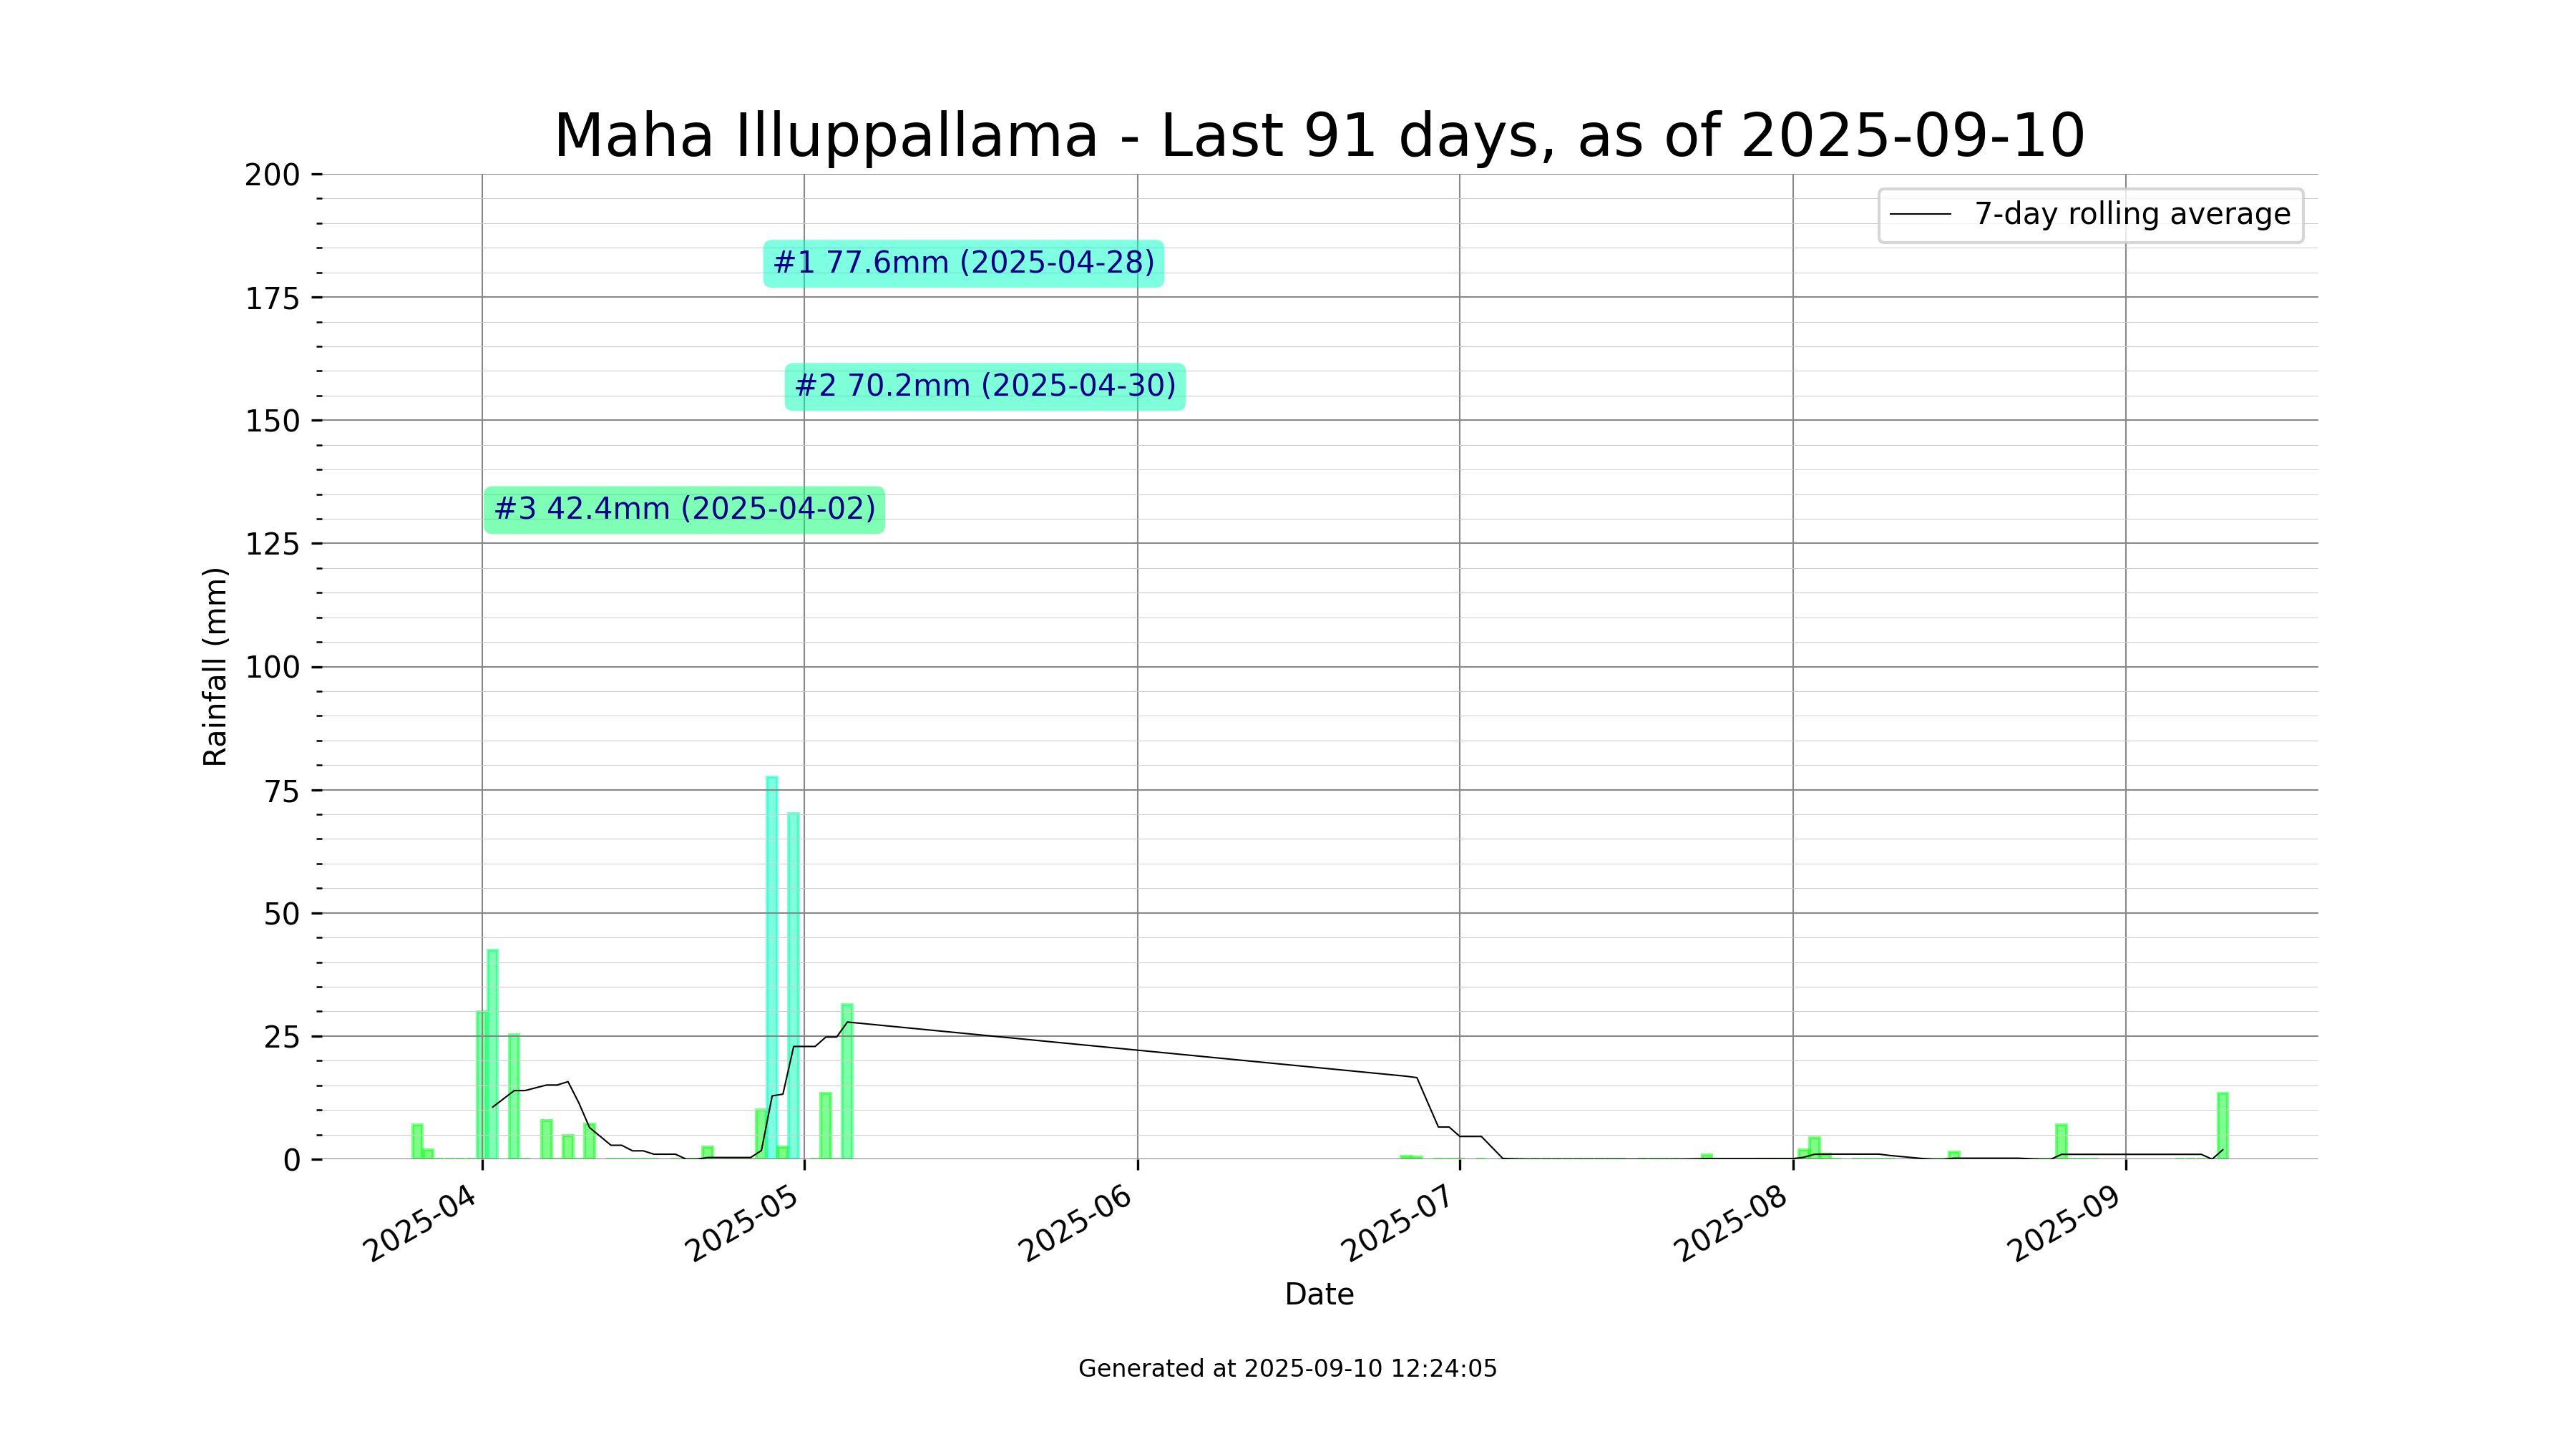 Maha Illuppallama - Last 91 days, as of 2025-09-10
7-day rolling average
#1 77.6mm (2025-04-28)
#2 70.2mm (2025-04-30)
#3 42.4mm (2025-04-02)
Rainfall (mm)
200
175
150
125
100
75
50
25
0
2025-04
2025-05
2025-06
2025-07
2025-08
2025-09
Date
Generated at 2025-09-10 12:24:05